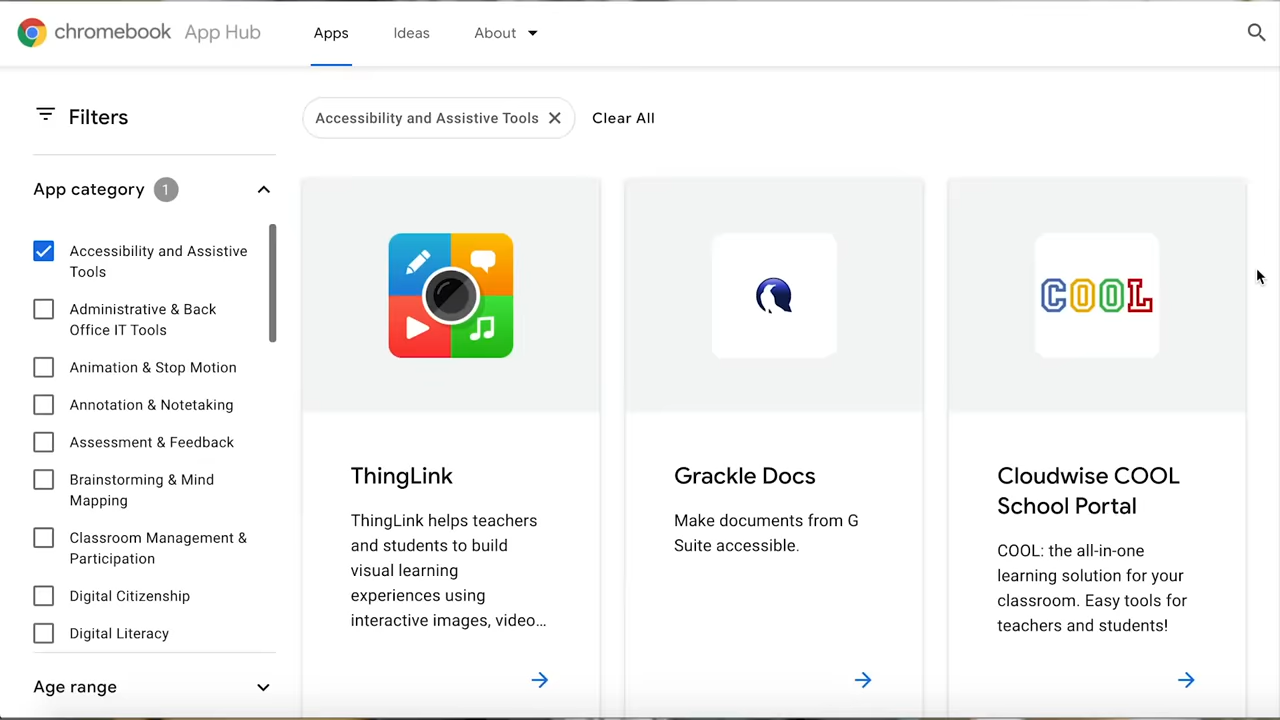 chromebook App Hub
Apps
Ideas
About
Filters
Accessibility and Assistive Tools
Clear All
App category 1
Accessibility and Assistive
Tools
Administrative & Back
Office IT Tools
Animation & Stop Motion
Annotation & Notetaking
Assessment & Feedback
Brainstorming & Mind
Mapping
Classroom Management &
Participation
Digital Citizenship
Digital Literacy
Age range
ThingLink
ThingLink helps teachers
and students to build
visual learning
experiences using
interactive images, video...
Grackle Docs
Make documents from G
Suite accessible.
COOL
Cloudwise COOL
School Portal
COOL: the all-in-one
learning solution for your
classroom. Easy tools for
teachers and students!